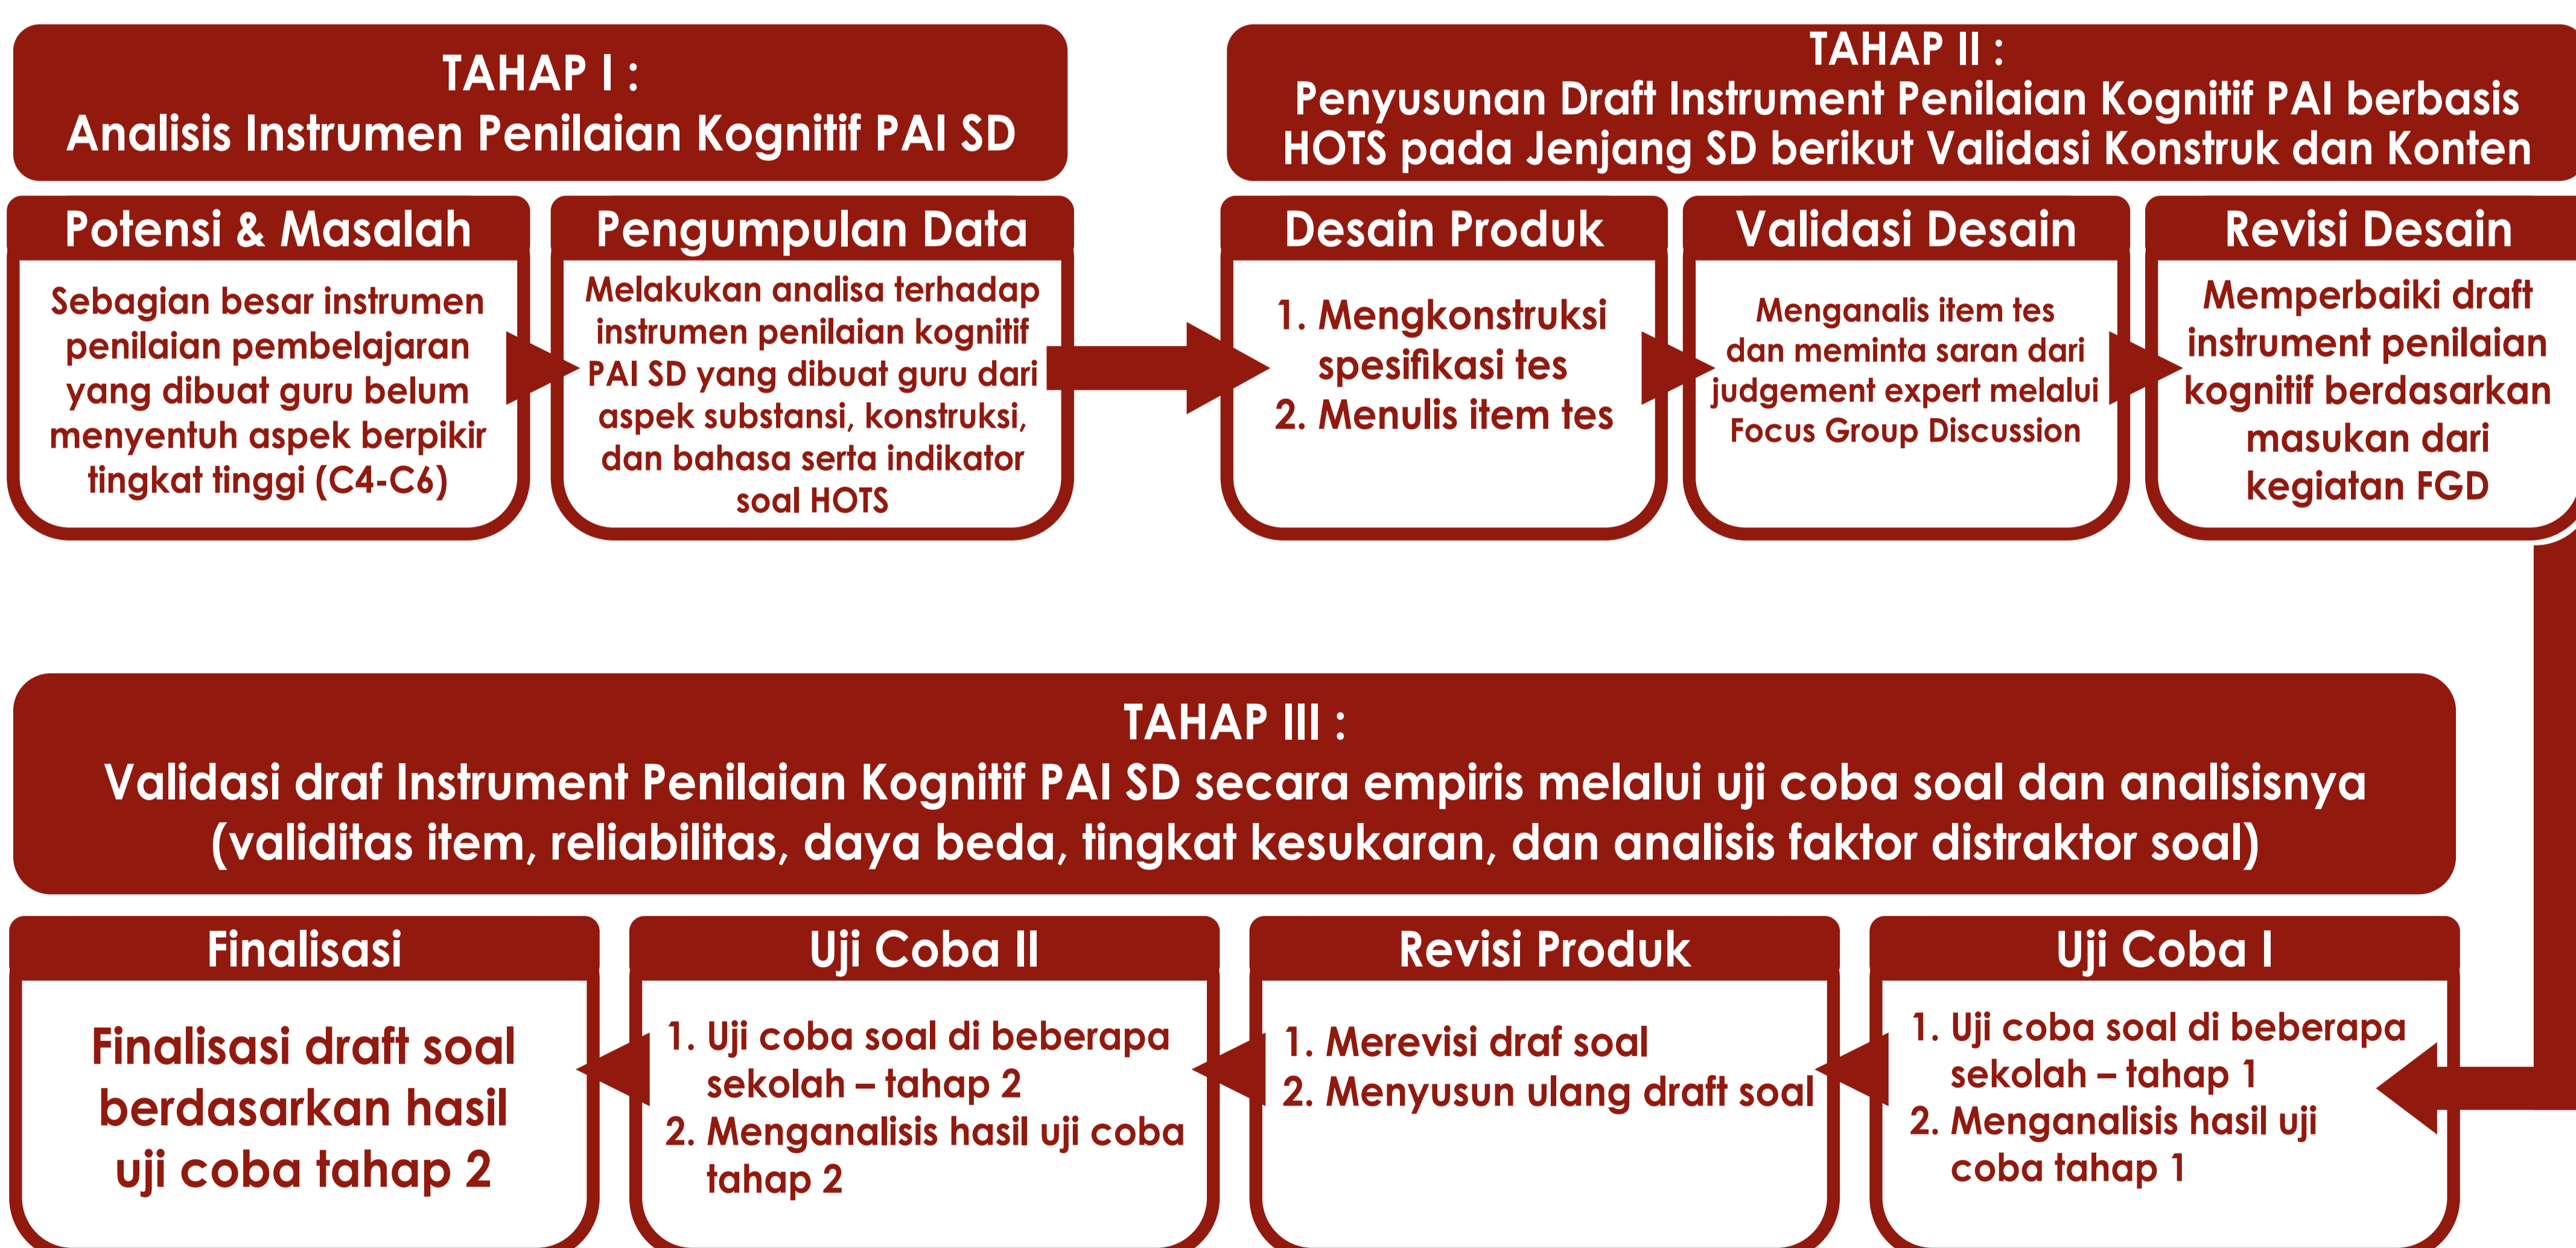 TAHAP I :
Analisis Instrumen Penilaian Kognitif PAI SD
Potensi & Masalah
Sebagian besar instrumen
penilaian pembelajaran
yang dibuat guru belum
menyentuh aspek berpikir
tingkat tinggi (C4-C6)
Pengumpulan Data
Melakukan analisa terhadap
instrumen penilaian kognitif
PAI SD yang dibuat guru dari
aspek substansi, konstruksi,
dan bahasa serta indikator
soal HOTS
TAHAP II :
Penyusunan Draft Instrument Penilaian Kognitif PAI berbasis
HOTS pada Jenjang SD berikut Validasi Konstruk dan Konten
Desain Produk
1. Mengkonstruksi
spesifikasi tes
2. Menulis item tes
Validasi Desain
Menganalis item tes
dan meminta saran dari
judgement expert melalui
Focus Group Discussion
Revisi Desain
Memperbaiki draft
instrument penilaian
kognitif berdasarkan
masukan dari
kegiatan FGD
TAHAP III :
Validasi draf Instrument Penilaian Kognitif PAI SD secara empiris melalui uji coba soal dan analisisnya
(validitas item, reliabilitas, daya beda, tingkat kesukaran, dan analisis faktor distraktor soal)
Finalisasi
Finalisasi draft soal
berdasarkan hasil
uji coba tahap 2
Uji Coba II
1. Uji coba soal di beberapa
sekolah – tahap 2
2. Menganalisis hasil uji coba
tahap 2
Revisi Produk
1. Merevisi draf soal
2. Menyusun ulang draft soal
Uji Coba I
1. Uji coba soal di beberapa
sekolah – tahap 1
2. Menganalisis hasil uji
coba tahap 1